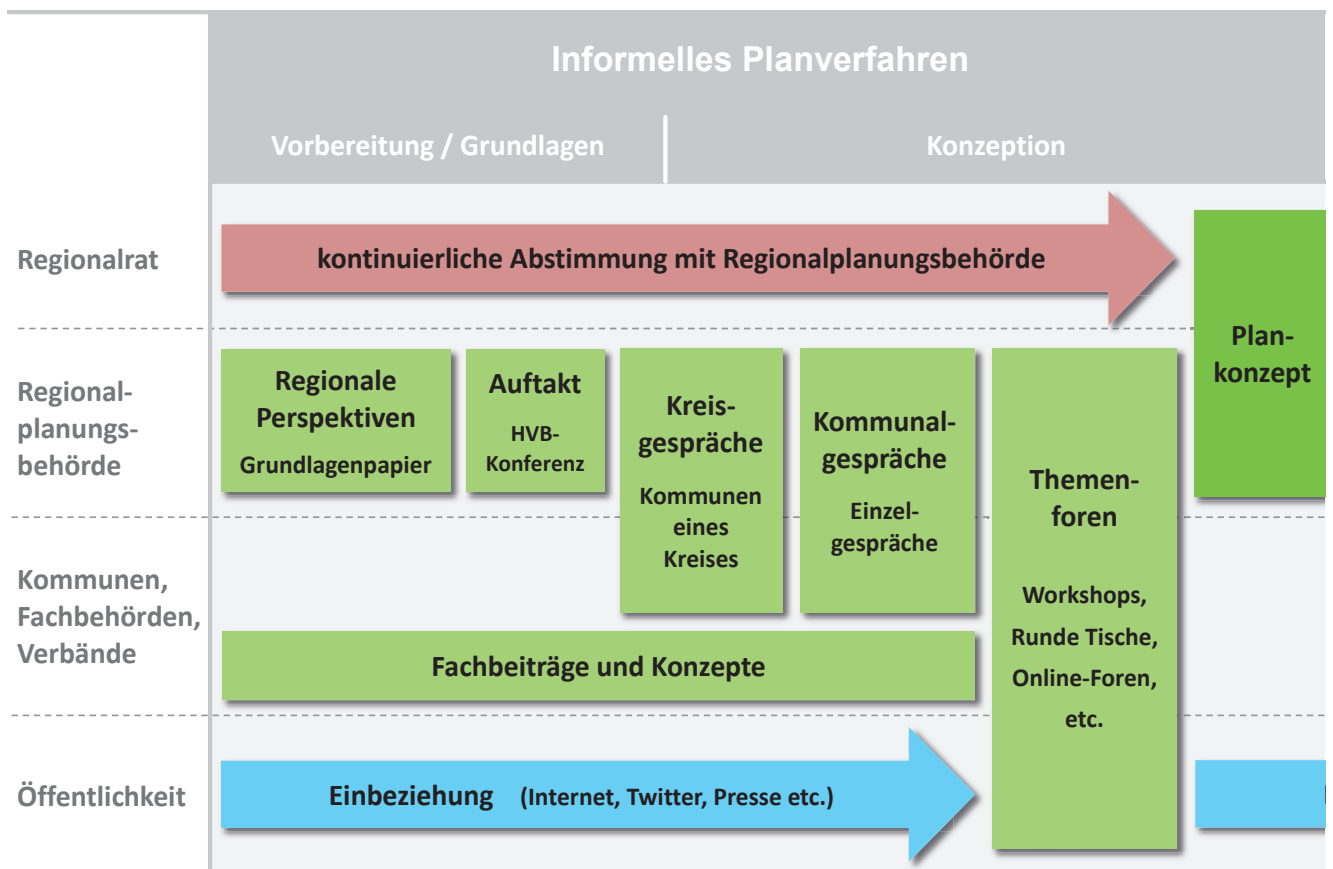 Informelles Planverfahren
Vorbereitung / Grundlagen
Konzeption
Regionalrat
kontinuierliche Abstimmung mit Regionalplanungsbehörde
Plan-
konzept
Regional-
planungs-
behörde
Regionale
Perspektiven
Grundlagenpapier
Auftakt
HVB-
Konferenz
Kreis-
gespräche
Kommunen
eines
Kreises
Kommunal-
gespräche
Einzel-
gespräche
Themen-
foren
Workshops,
Runde Tische,
Online-Foren,
etc.
Kommunen,
Fachbehörden,
Verbände
Fachbeiträge und Konzepte
Öffentlichkeit
Einbeziehung (Internet, Twitter, Presse etc.)